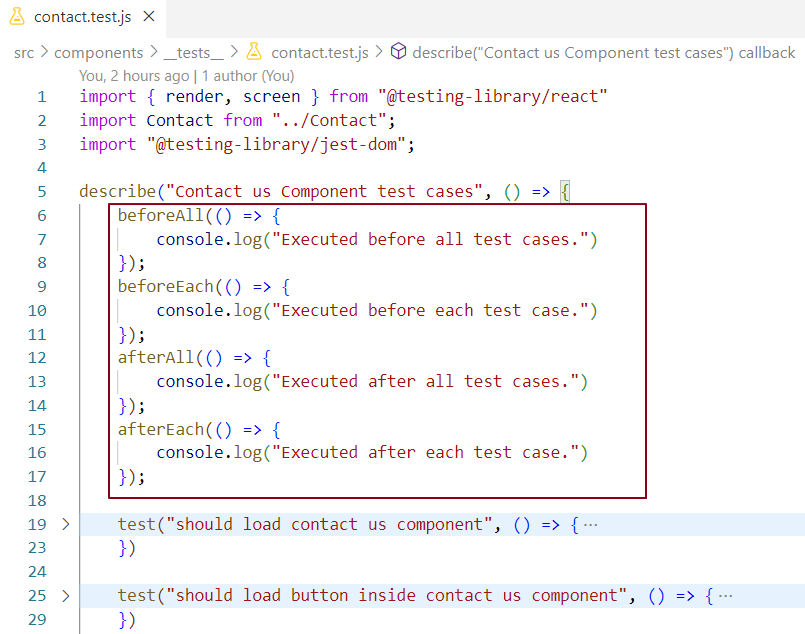 contact.test.js
src > components > __tests__ > contact.test.js > describe("Contact us Component test cases") callback
You, 2 hours ago | 1 author (You)
1 import { render, screen } from "@testing-library/react"
2 import Contact from "../Contact";
3 import "@testing-library/jest-dom";
4
5 describe("Contact us Component test cases", () => {
6 beforeAll(() => {
7 console.log("Executed before all test cases.")
8 });
9 beforeEach(() => {
10 console.log("Executed before each test case.")
11 });
12 afterAll(() => {
13 console.log("Executed after all test cases.")
14 });
15 afterEach(() => {
16 console.log("Executed after each test case.")
17 });
18
19 > test("should load contact us component", () => {···
23 })
24
25 > test("should load button inside contact us component", () => {···
29 })